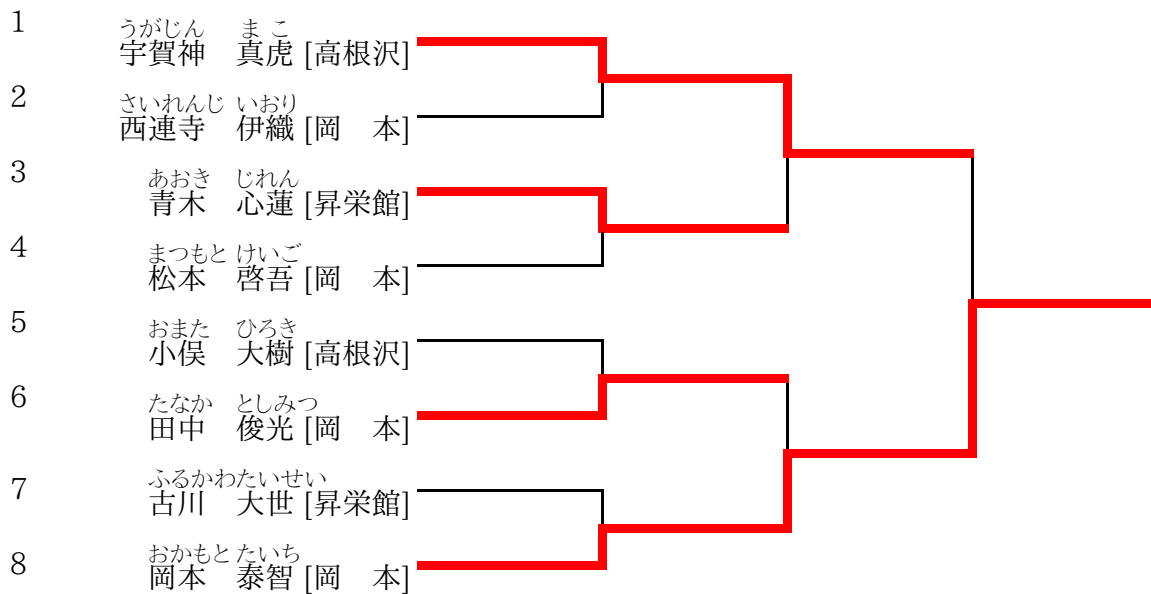 1
うがじん　まこ
宇賀神　真虎 [高根沢]
2
さいれんじ いおり
西連寺　伊織 [岡　本]
3
あおき　じれん
青木　心蓮 [昇栄館]
4
まつもと けいご
松本　啓吾 [岡　本]
5
おまた　ひろき
小俣　大樹 [高根沢]
6
たなか　としみつ
田中　俊光 [岡　本]
7
ふるかわたいせい
古川　大世 [昇栄館]
8
おかもと たいち
岡本　泰智 [岡　本]